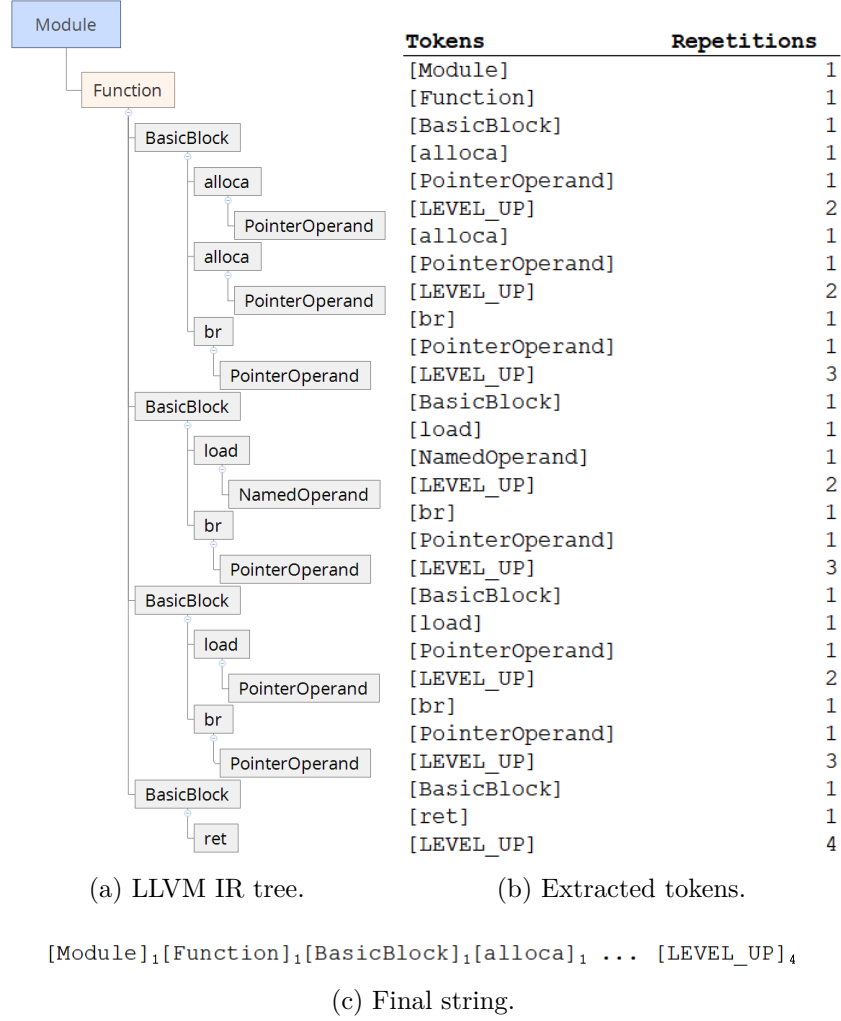 Module
Function
BasicBlock
alloca
PointerOperand
alloca
PointerOperand
br
PointerOperand
BasicBlock
load
NamedOperand
br
PointerOperand
BasicBlock
load
PointerOperand
br
PointerOperand
BasicBlock
ret
(a) LLVM IR tree.
Tokens Repetitions
[Module] 1
[Function] 1
[BasicBlock] 1
[alloca] 1
[PointerOperand] 1
[LEVEL_UP] 2
[alloca] 1
[PointerOperand] 1
[LEVEL_UP] 2
[br] 1
[PointerOperand] 1
[LEVEL_UP] 3
[BasicBlock] 1
[load] 1
[NamedOperand] 1
[LEVEL_UP] 2
[br] 1
[PointerOperand] 1
[LEVEL_UP] 3
[BasicBlock] 1
[load] 1
[PointerOperand] 1
[LEVEL_UP] 2
[br] 1
[PointerOperand] 1
[LEVEL_UP] 3
[BasicBlock] 1
[ret] 1
[LEVEL_UP] 4
(b) Extracted tokens.
[Module]₁[Function]₁[BasicBlock]₁[alloca]₁ ... [LEVEL_UP]₄
(c) Final string.